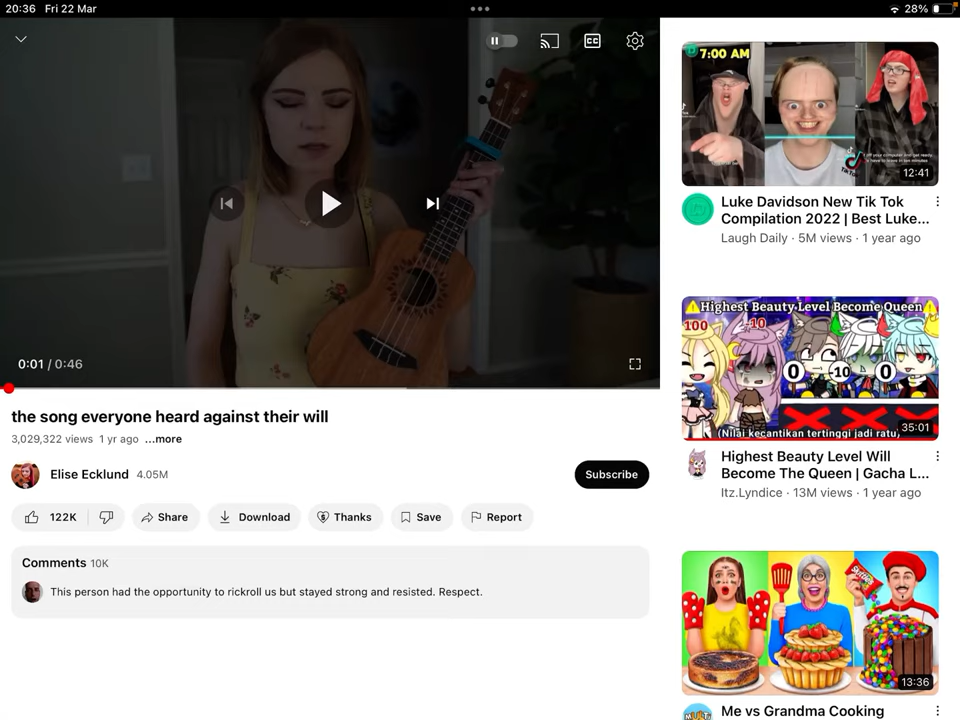 20:36 Fri 22 Mar
28%
CC
0:01 / 0:46
the song everyone heard against their will
3,029,322 views 1 yr ago ...more
Elise Ecklund 4.05M
Subscribe
122K
Share
Download
Thanks
Save
Report
Comments 10K
This person had the opportunity to rickroll us but stayed strong and resisted. Respect.
7:00 AM
TikTok
12:41
Luke Davidson New Tik Tok
Compilation 2022 | Best Luke...
Laugh Daily · 5M views · 1 year ago
Highest Beauty Level Become Queen
100
10
0
-10
0
(Nilai kecantikan tertinggi jadi ratu)
35:01
Highest Beauty Level Will
Become The Queen | Gacha L...
Itz.Lyndice · 13M views · 1 year ago
Skittles
13:36
MULTI
Me vs Grandma Cooking